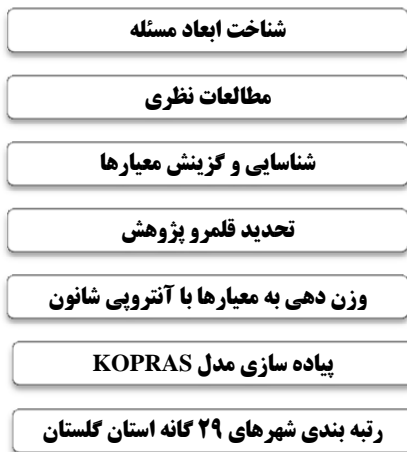 شناخت ابعاد مسئله
مطالعات نظری
شناسایی و گزینش معیارها
تحدید قلمرو پژوهش
وزن دهی به معیارها با آنتروپی شانون
پیاده سازی مدل KOPRAS
رتبه بندی شهرهای ۲۹ گانه استان گلستان